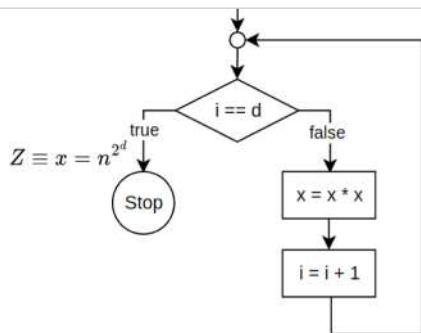 i == d
true
false
Z ≡ x = n^{2^d}
Stop
x = x * x
i = i + 1